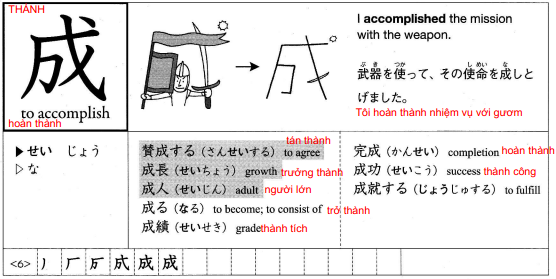 THÀNH
成
to accomplish
hoàn thành
I accomplished the mission
with the weapon.
ぶき つか しめい な
武器を使って、その使命を成しと
げました。
Tôi hoàn thành nhiệm vụ với gươm
▶せい じょう
▷な
tán thành
賛成する（さんせいする） to agree
成長（せいちょう） growth trưởng thành
成人（せいじん） adult người lớn
成る（なる） to become; to consist of trở thành
成績（せいせき） grade thành tích
完成（かんせい） completion hoàn thành
成功（せいこう） success thành công
成就する（じょうじゅする） to fulfill
<6> 成